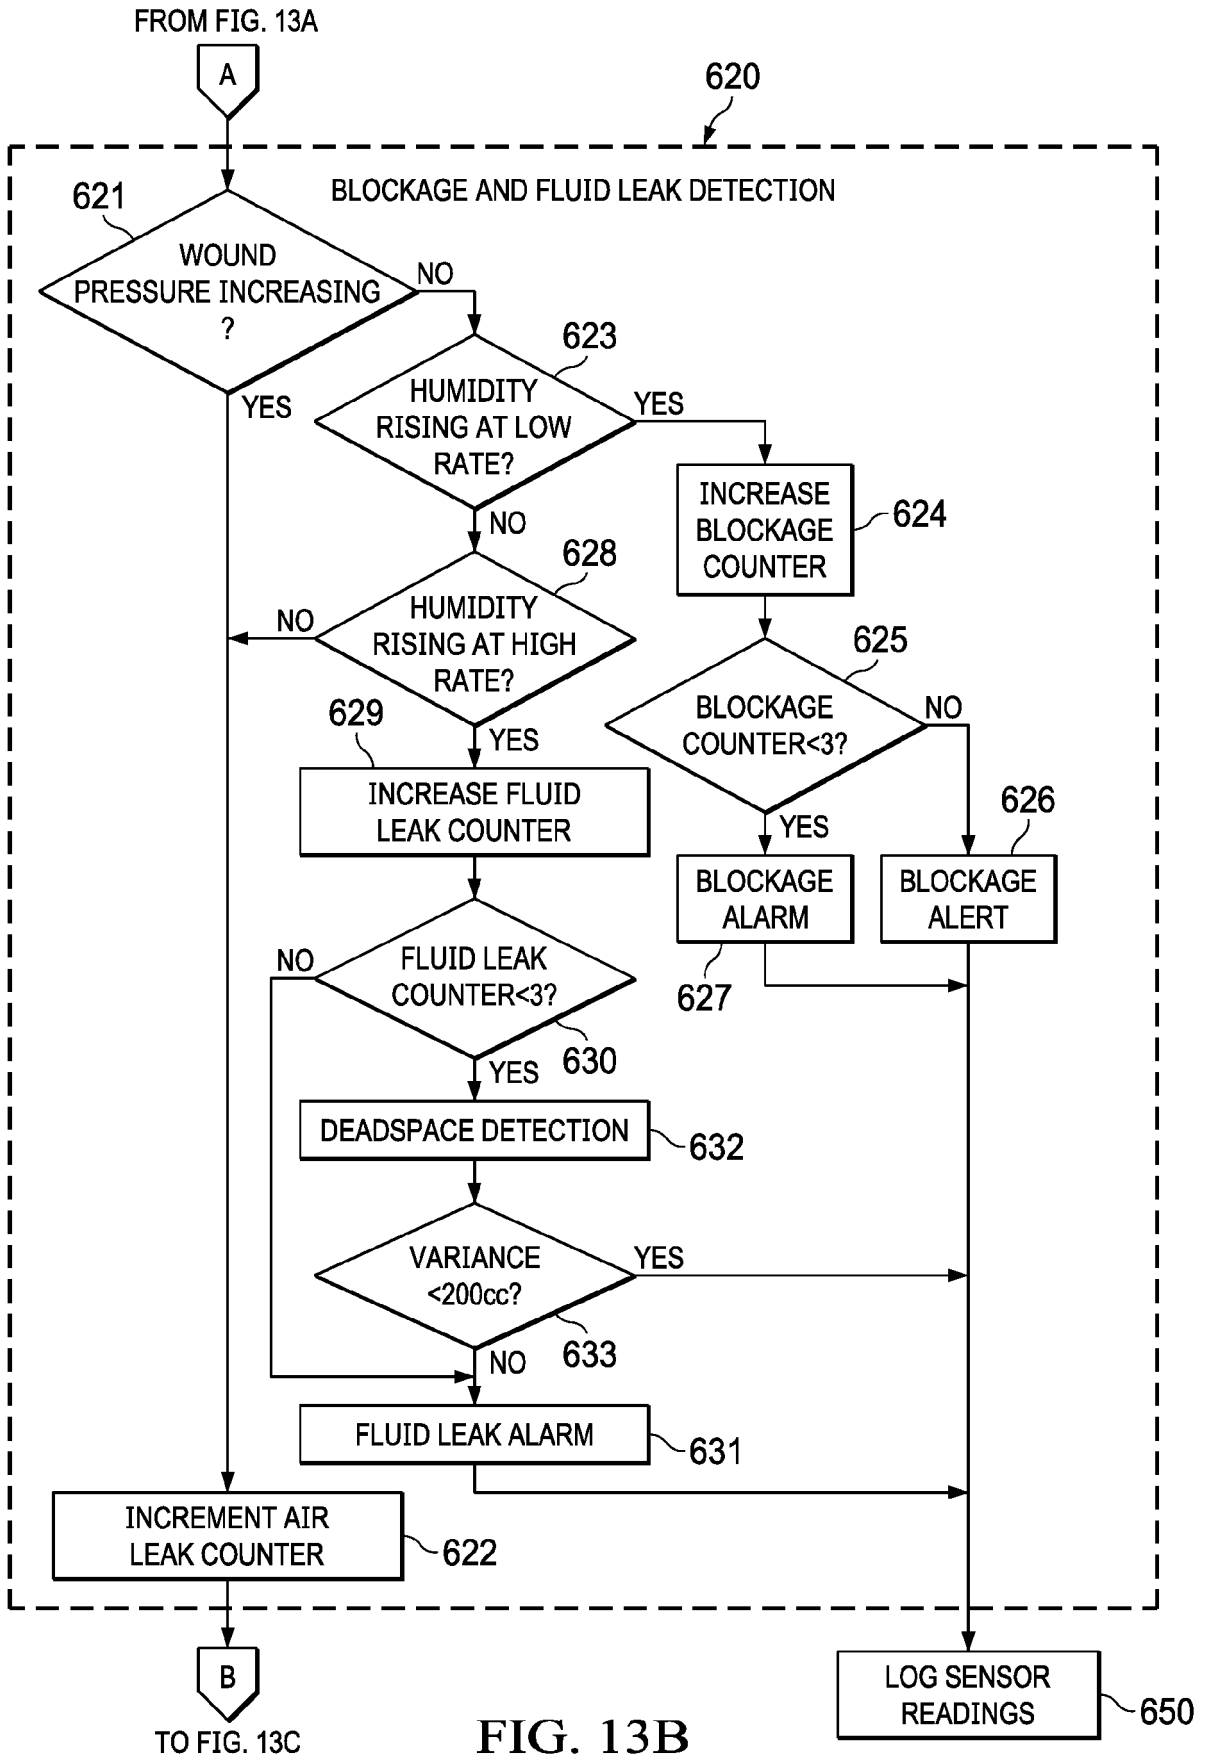 FROM FIG. 13A
A
620
BLOCKAGE AND FLUID LEAK DETECTION
621
WOUND
PRESSURE INCREASING
?
NO
YES
623
HUMIDITY
RISING AT LOW
RATE?
YES
NO
INCREASE
BLOCKAGE
COUNTER
624
628
HUMIDITY
RISING AT HIGH
RATE?
NO
YES
625
BLOCKAGE
COUNTER<3?
NO
YES
629
INCREASE FLUID
LEAK COUNTER
626
BLOCKAGE
ALARM
627
BLOCKAGE
ALERT
FLUID LEAK
COUNTER<3?
NO
630
YES
DEADSPACE DETECTION
632
VARIANCE
<200cc?
YES
633
NO
FLUID LEAK ALARM
631
INCREMENT AIR
LEAK COUNTER
622
B
TO FIG. 13C
LOG SENSOR
READINGS
650
FIG. 13B